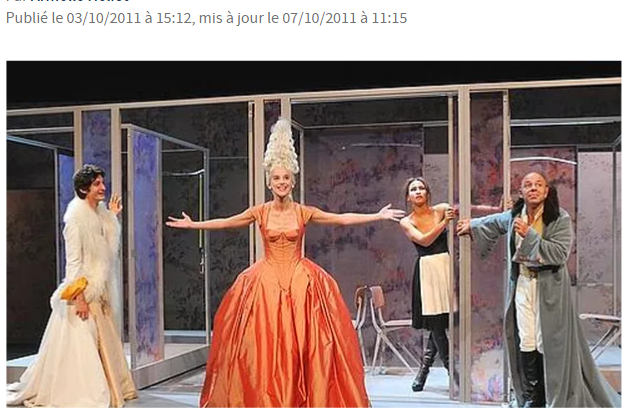 Publié le 03/10/2011 à 15:12, mis à jour le 07/10/2011 à 11:15